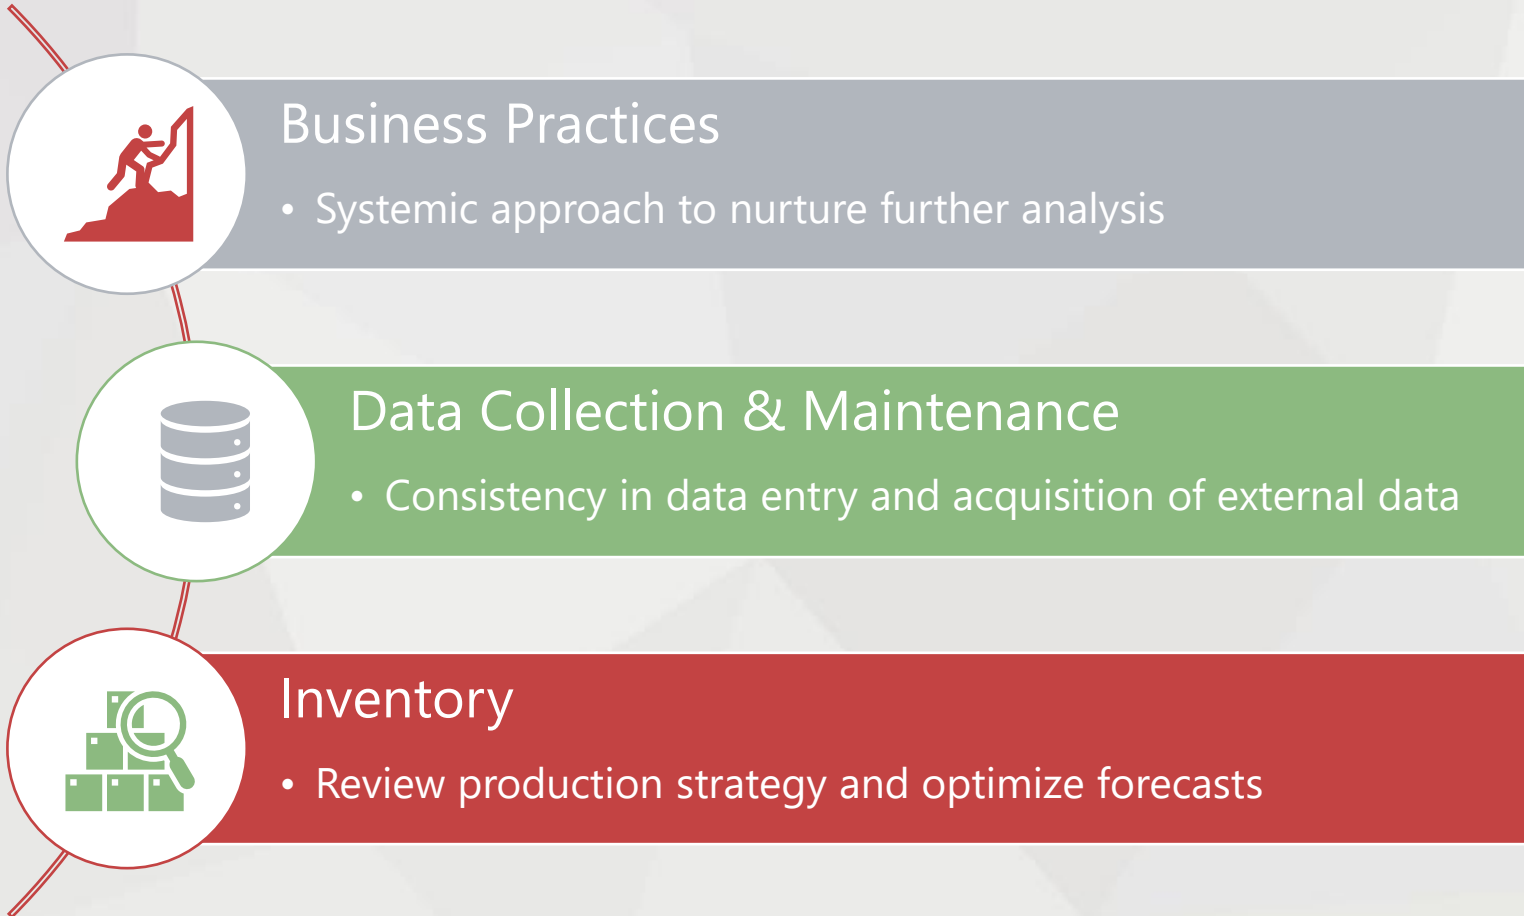 Business Practices
• Systemic approach to nurture further analysis
Data Collection & Maintenance
• Consistency in data entry and acquisition of external data
Inventory
• Review production strategy and optimize forecasts